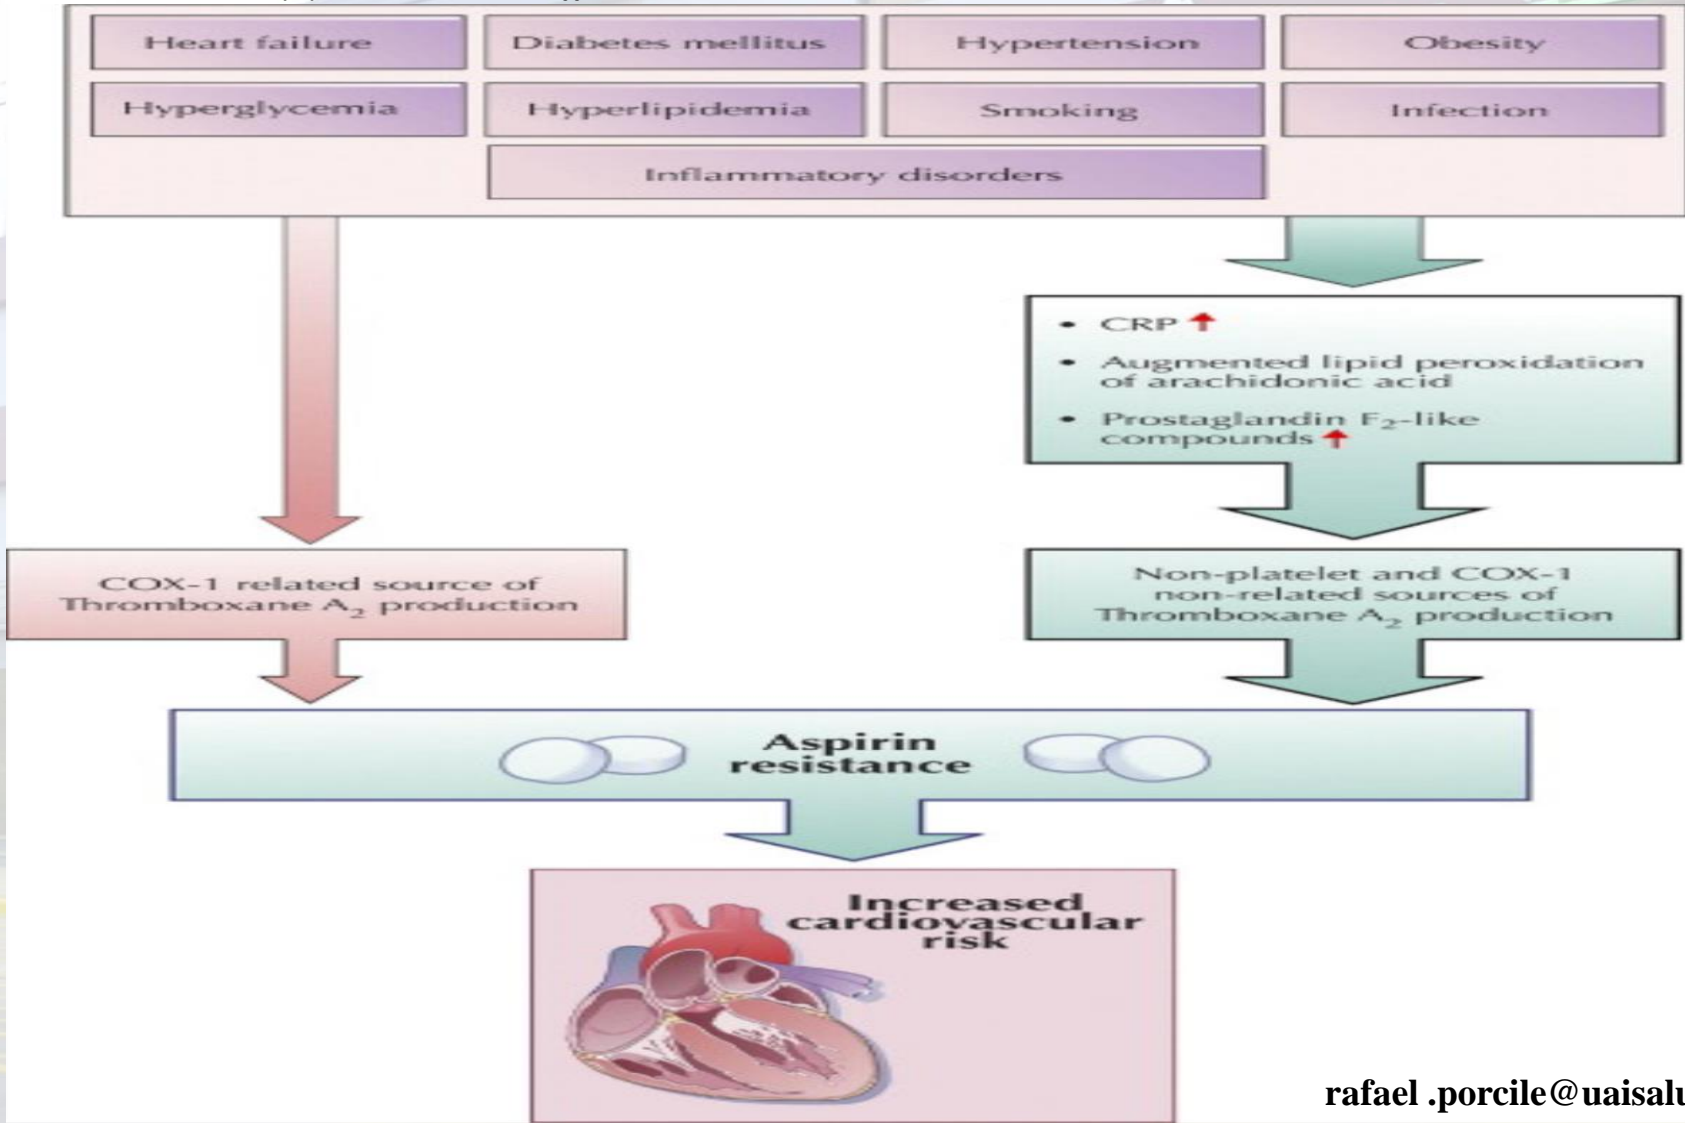 Heart failure
Diabetes mellitus
Hypertension
Obesity
Hyperglycemia
Hyperlipidemia
Smoking
Infection
Inflammatory disorders
• CRP ↑
• Augmented lipid peroxidation
of arachidonic acid
• Prostaglandin F₂-like
compounds ↑
COX-1 related source of
Thromboxane A₂ production
Non-platelet and COX-1
non-related sources of
Thromboxane A₂ production
Aspirin
resistance
Increased
cardiovascular
risk
rafael .porcile@uaisalu